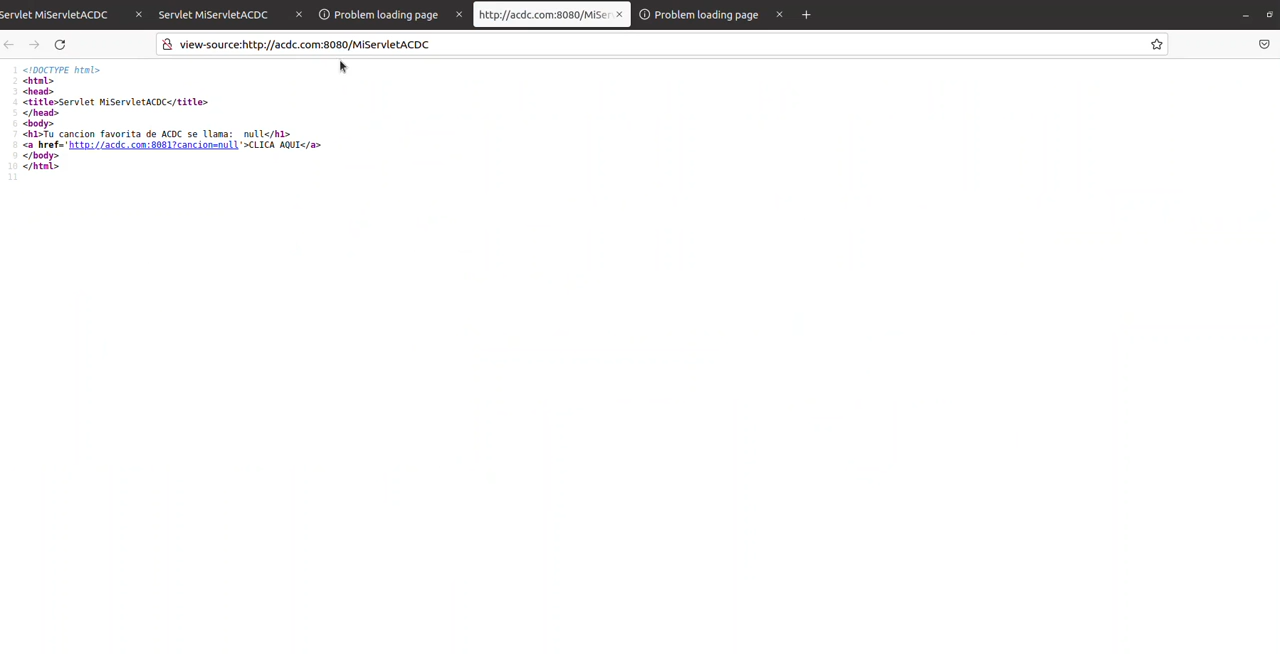 Servlet MiServletACDC × Servlet MiServletACDC × Problem loading page × http://acdc.com:8080/MiSer × Problem loading page × +
view-source:http://acdc.com:8080/MiServletACDC
1 <!DOCTYPE html>
2 <html>
3 <head>
4 <title>Servlet MiServletACDC</title>
5 </head>
6 <body>
7 <h1>Tu cancion favorita de ACDC se llama:  null</h1>
8 <a href='http://acdc.com:8081?cancion=null'>CLICA AQUI</a>
9 </body>
10 </html>
11